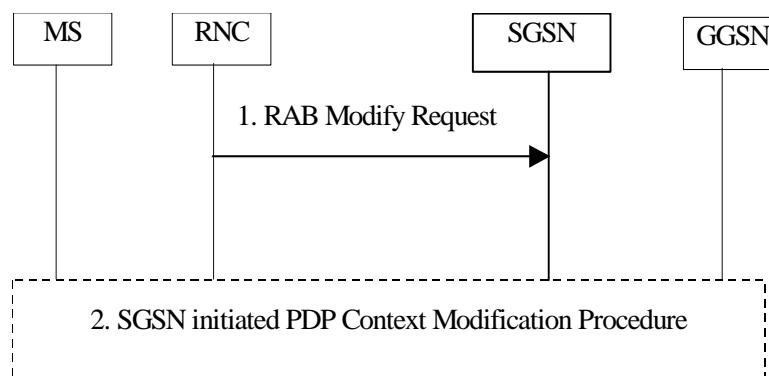 MS RNC SGSN GGSN
1. RAB Modify Request
2. SGSN initiated PDP Context Modification Procedure